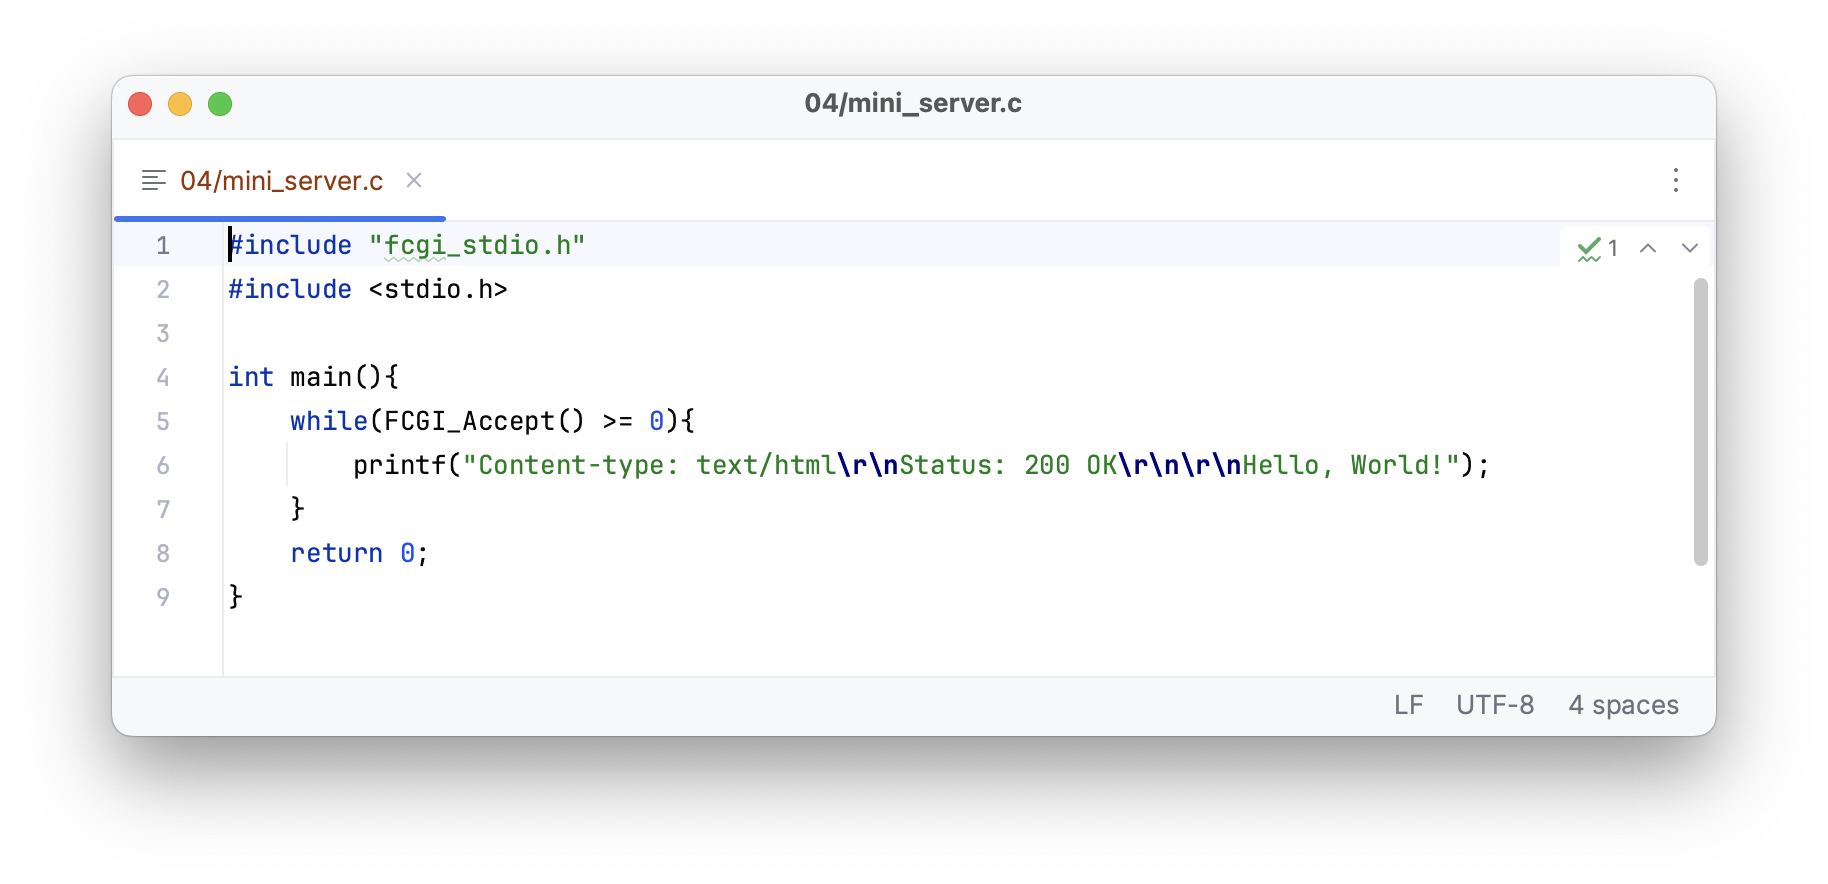 04/mini_server.c
04/mini_server.c
1 #include "fcgi_stdio.h"
1
2 #include <stdio.h>
3
4 int main(){
5     while(FCGI_Accept() >= 0){
6         printf("Content-type: text/html\r\nStatus: 200 OK\r\n\r\nHello, World!");
7     }
8     return 0;
9 }
LF UTF-8 4 spaces